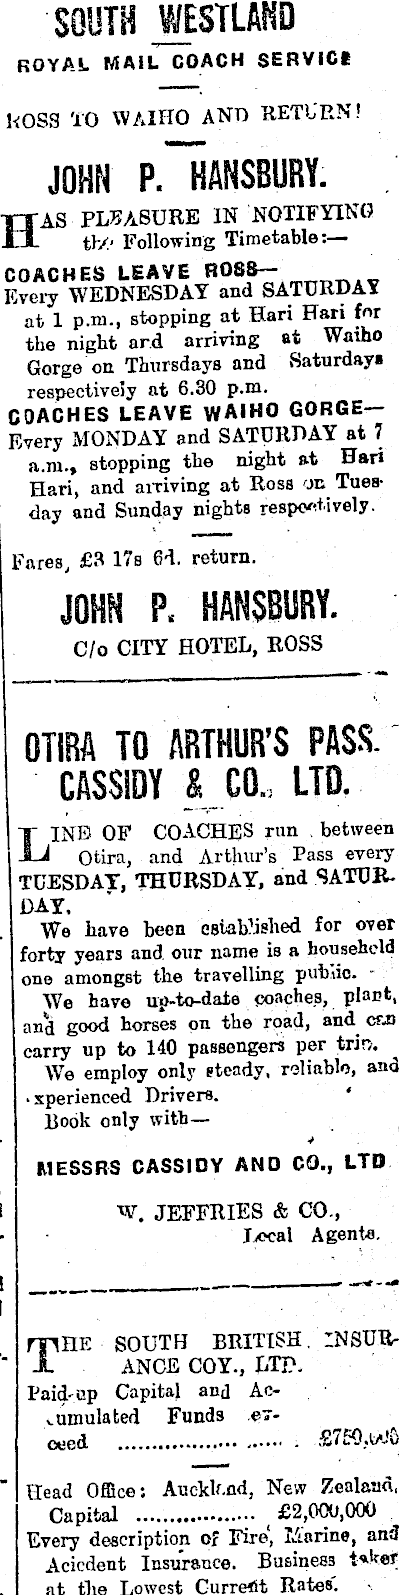 SOUTH WESTLAND
ROYAL MAIL COACH SERVICE
ROSS TO WAIHO AND RETURN!
JOHN P. HANSBURY.
HAS PLEASURE IN NOTIFYING
the Following Timetable:—
COACHES LEAVE ROSS—
Every WEDNESDAY and SATURDAY
at 1 p.m., stopping at Hari Hari for
the night and arriving at Waiho
Gorge on Thursdays and Saturdays
respectively at 6.30 p.m.
COACHES LEAVE WAIHO GORGE—
Every MONDAY and SATURDAY at 7
a.m., stopping the night at Hari
Hari, and arriving at Ross on Tues-
day and Sunday nights respectively.
Fares, £3 17s 6d. return.
JOHN P. HANSBURY.
C/o CITY HOTEL, ROSS
OTIRA TO ARTHUR'S PASS.
CASSIDY & CO., LTD.
LINE OF COACHES run between
Otira, and Arthur's Pass every
TUESDAY, THURSDAY, and SATUR-
DAY.
We have been established for over
forty years and our name is a household
one amongst the travelling public.
We have up-to-date coaches, plant,
and good horses on the road, and can
carry up to 140 passengers per trip.
We employ only steady, reliable, and
experienced Drivers.
Book only with—
MESSRS CASSIDY AND CO., LTD
W. JEFFRIES & CO.,
Local Agents.
THE SOUTH BRITISH INSUR-
ANCE COY., LTD.
Paid-up Capital and Ac-
cumulated Funds ex-
ceed .................... £750,000
Head Office: Auckland, New Zealand.
Capital .................. £2,000,000
Every description of Fire, Marine, and
Acicdent Insurance. Business taken
at the Lowest Current Rates.